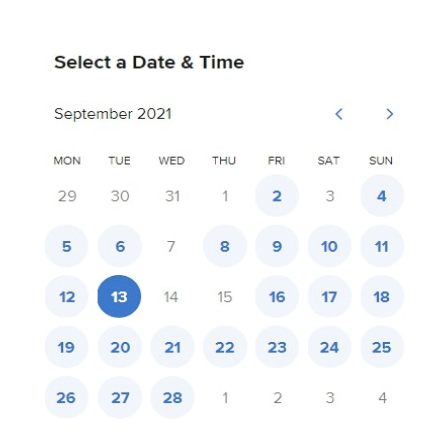 Select a Date & Time
September 2021
MON TUE WED THU FRI SAT SUN
29 30 31 1 2 3 4
5 6 7 8 9 10 11
12 13 14 15 16 17 18
19 20 21 22 23 24 25
26 27 28 1 2 3 4